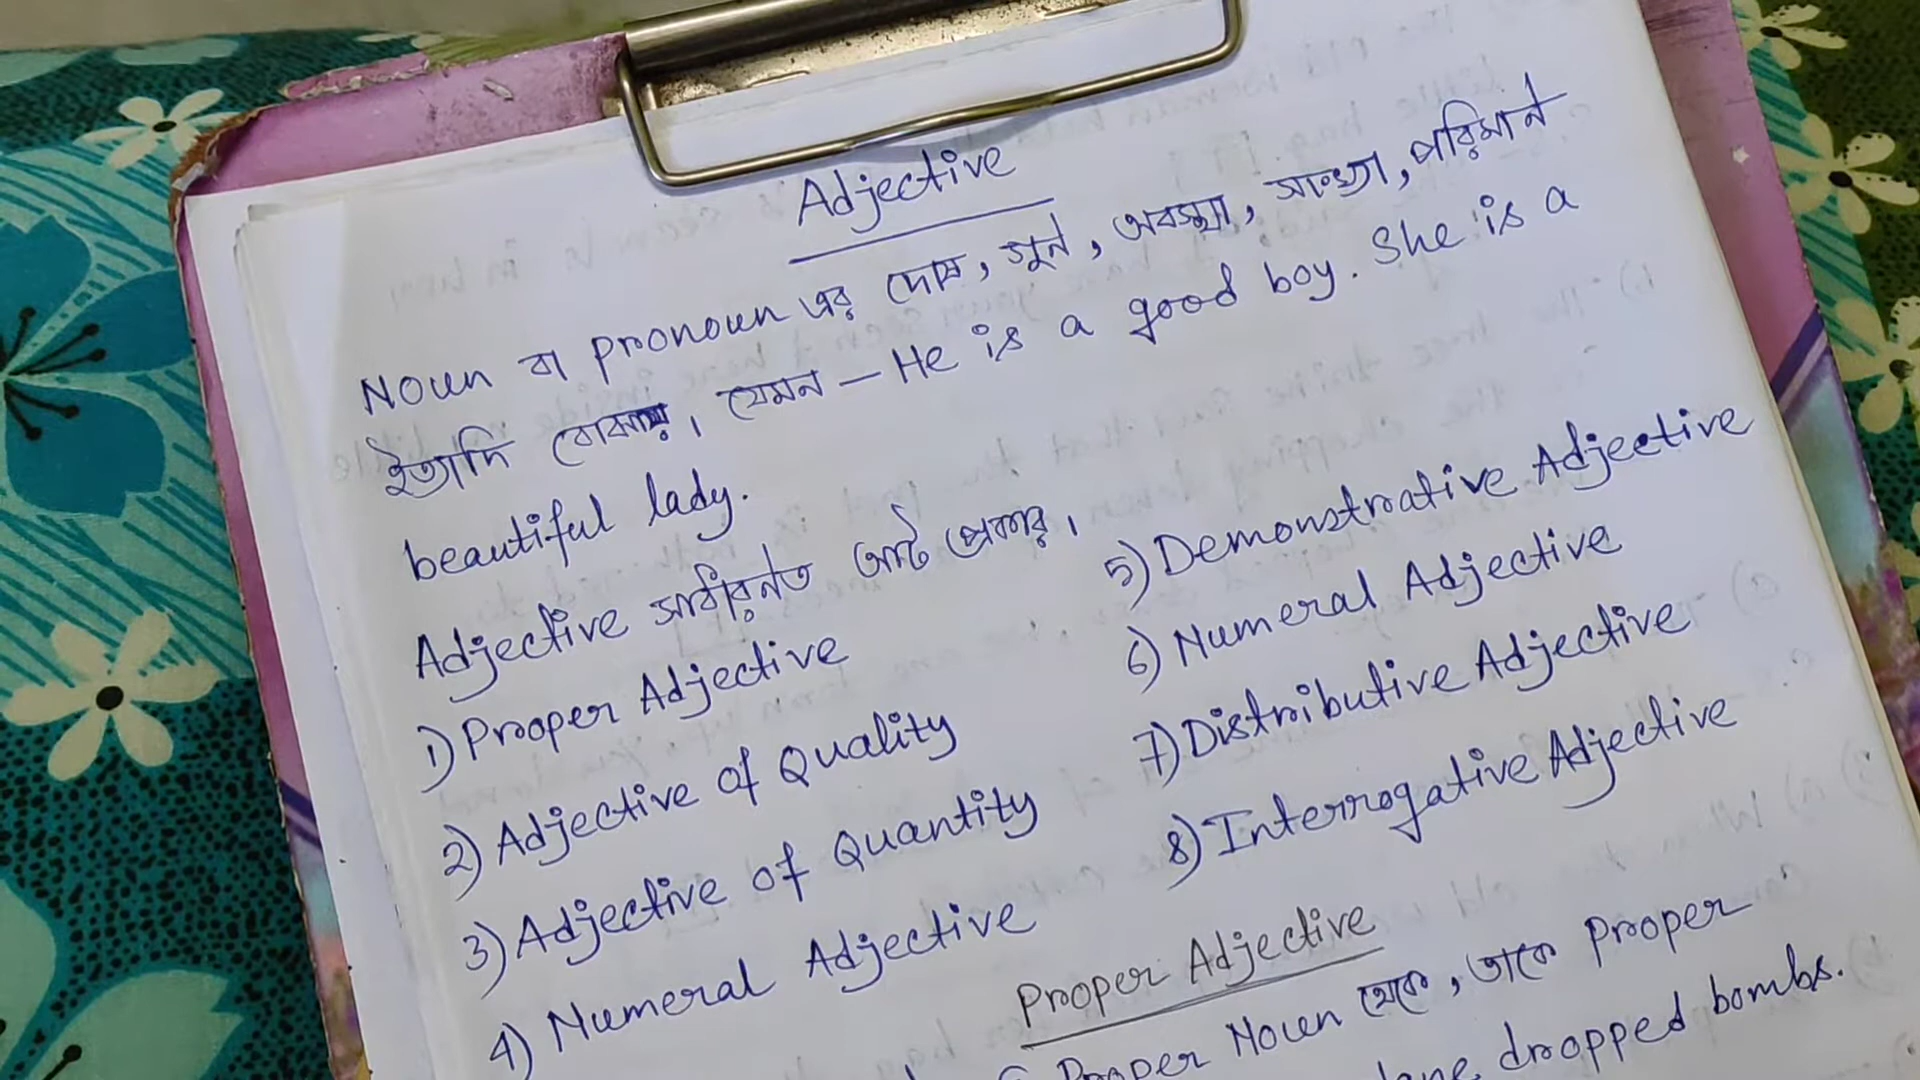 Adjective
Noun বা pronoun এর দোষ, গুন, অবস্থা, সংখ্যা, পরিমান
ইত্যাদি বোঝায়। যেমন – He is a good boy. She is a
beautiful lady.
Adjective সাধারনত আট প্রকার।
1) Proper Adjective
2) Adjective of Quality
3) Adjective of Quantity
4) Numeral Adjective
5) Demonstrative Adjective
6) Numeral Adjective
7) Distributive Adjective
8) Interrogative Adjective
Proper Adjective
Proper Noun থেকে, তাকে Proper
dropped bombs.